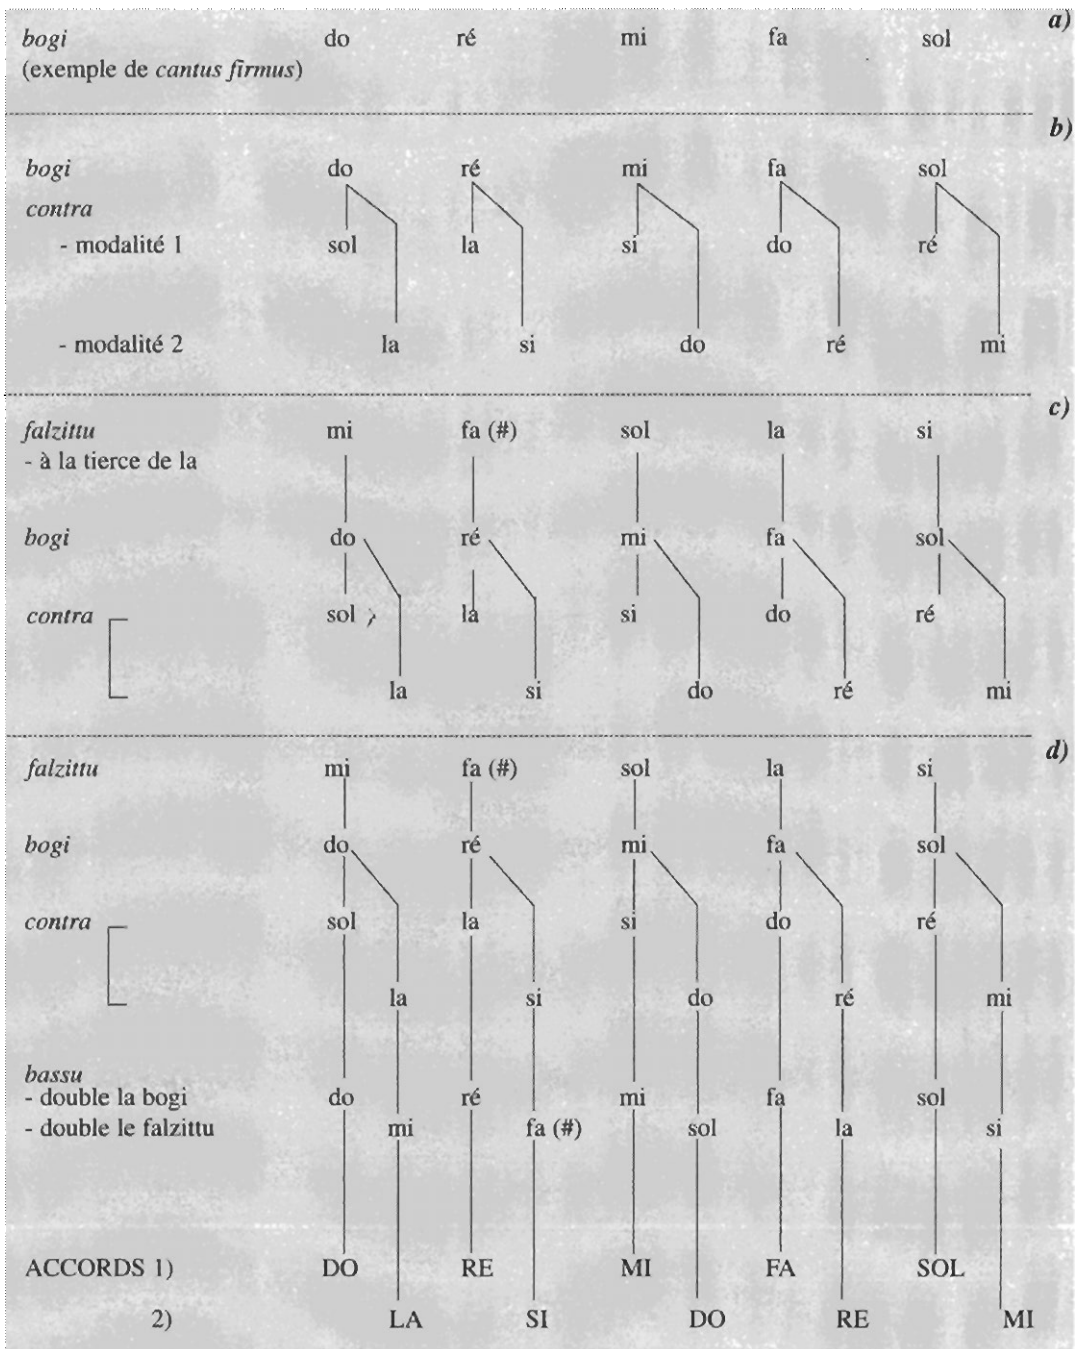 a)
bogi do ré mi fa sol
(exemple de cantus firmus)
b)
bogi do ré mi fa sol
contra
- modalité 1 sol la si do ré
- modalité 2 la si do ré mi
c)
falzittu mi fa (#) sol la si
- à la tierce de la
bogi do ré mi fa sol
contra sol la si do ré
la si do ré mi
d)
falzittu mi fa (#) sol la si
bogi do ré mi fa sol
contra sol la si do ré
la si do ré mi
bassu
- double la bogi do ré mi fa sol
- double le falzittu mi fa (#) sol la si
ACCORDS 1) DO RE MI FA SOL
2) LA SI DO RE MI